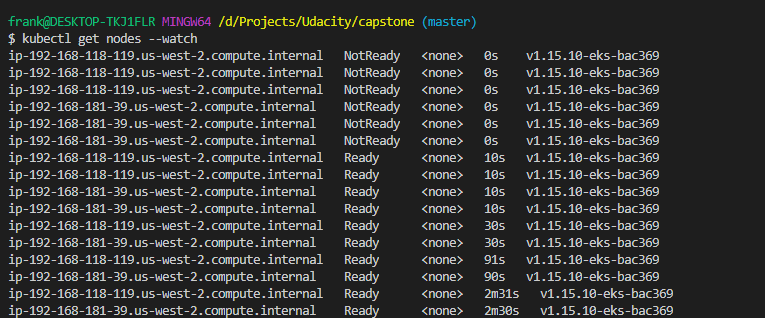 frank@DESKTOP-TKJ1FLR MINGW64 /d/Projects/Udacity/capstone (master)
$ kubectl get nodes --watch
ip-192-168-118-119.us-west-2.compute.internal   NotReady   <none>   0s    v1.15.10-eks-bac369
ip-192-168-118-119.us-west-2.compute.internal   NotReady   <none>   0s    v1.15.10-eks-bac369
ip-192-168-181-39.us-west-2.compute.internal    NotReady   <none>   0s    v1.15.10-eks-bac369
ip-192-168-118-119.us-west-2.compute.internal   NotReady   <none>   0s    v1.15.10-eks-bac369
ip-192-168-181-39.us-west-2.compute.internal    NotReady   <none>   0s    v1.15.10-eks-bac369
ip-192-168-181-39.us-west-2.compute.internal    NotReady   <none>   0s    v1.15.10-eks-bac369
ip-192-168-118-119.us-west-2.compute.internal   Ready      <none>   10s   v1.15.10-eks-bac369
ip-192-168-118-119.us-west-2.compute.internal   Ready      <none>   10s   v1.15.10-eks-bac369
ip-192-168-181-39.us-west-2.compute.internal    Ready      <none>   10s   v1.15.10-eks-bac369
ip-192-168-181-39.us-west-2.compute.internal    Ready      <none>   10s   v1.15.10-eks-bac369
ip-192-168-118-119.us-west-2.compute.internal   Ready      <none>   30s   v1.15.10-eks-bac369
ip-192-168-181-39.us-west-2.compute.internal    Ready      <none>   30s   v1.15.10-eks-bac369
ip-192-168-118-119.us-west-2.compute.internal   Ready      <none>   91s   v1.15.10-eks-bac369
ip-192-168-181-39.us-west-2.compute.internal    Ready      <none>   90s   v1.15.10-eks-bac369
ip-192-168-118-119.us-west-2.compute.internal   Ready      <none>   2m31s   v1.15.10-eks-bac369
ip-192-168-181-39.us-west-2.compute.internal    Ready      <none>   2m30s   v1.15.10-eks-bac369